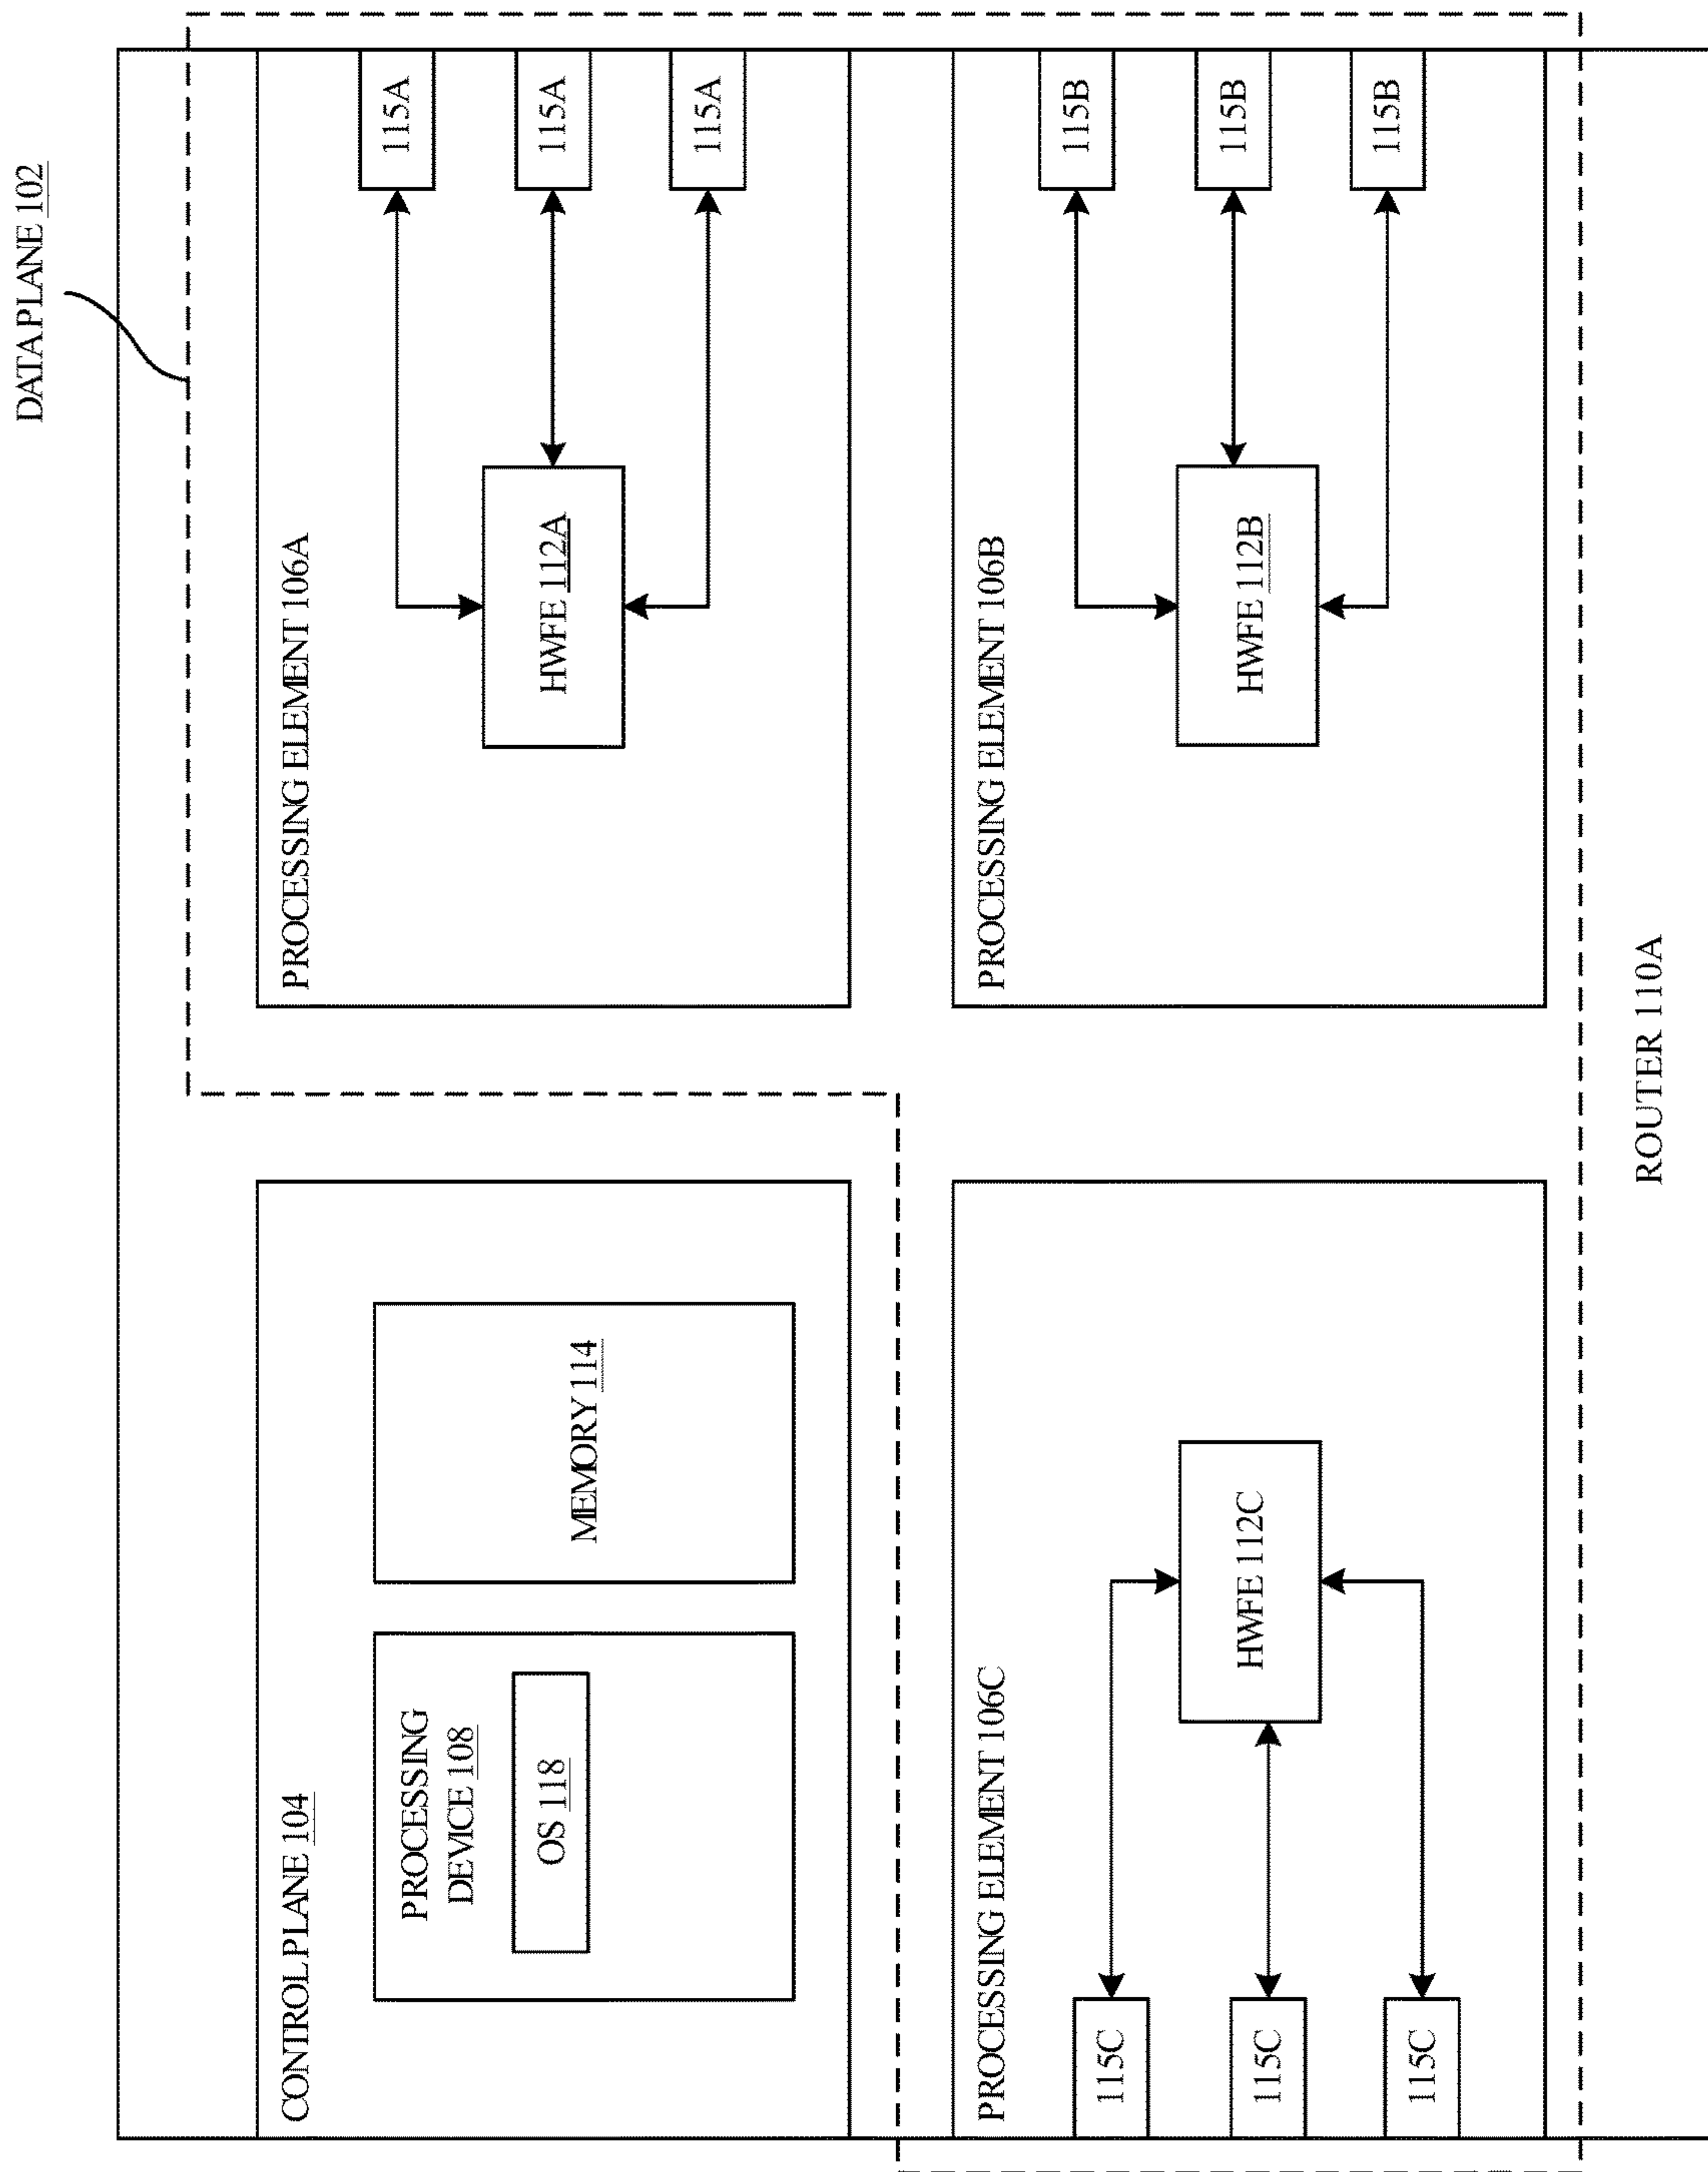 DATA PLANE 102
CONTROL PLANE 104
PROCESSING
DEVICE 108
OS 118
MEMORY 114
PROCESSING ELEMENT 106A
HWFE 112A
115A
115A
115A
PROCESSING ELEMENT 106C
115C
115C
115C
HWFE 112C
PROCESSING ELEMENT 106B
HWFE 112B
115B
115B
115B
ROUTER 110A